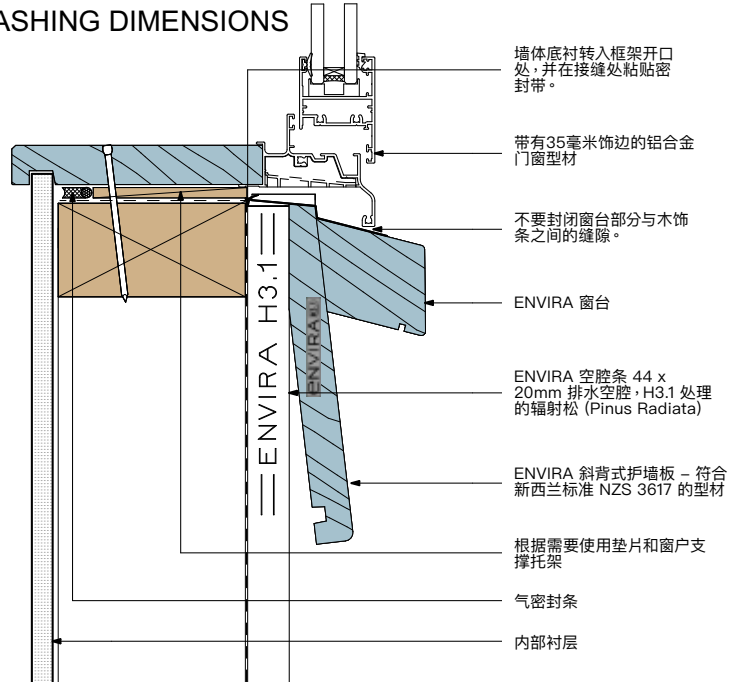 ASHING DIMENSIONS
墙体底衬转入框架开口
处，并在接缝处粘贴密
封带。
带有35毫米饰边的铝合金
门窗型材
不要封闭窗台部分与木饰
条之间的缝隙。
ENVIRA 窗台
ENVIRA 空腔条 44 x
20mm 排水空腔，H3.1 处理
的辐射松 (Pinus Radiata)
ENVIRA 斜背式护墙板 – 符合
新西兰标准 NZS 3617 的型材
根据需要使用垫片和窗户支
撑托架
气密封条
内部衬层
ENVIRA H3.1
ENVIRA